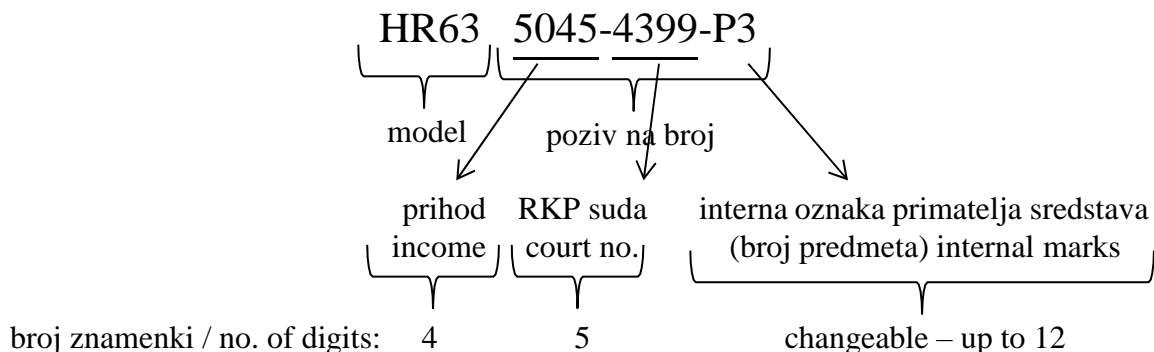 HR63 5045-4399-P3
model poziv na broj
prihod RKP suda interna oznaka primatelja sredstava
income court no. (broj predmeta) internal marks
broj znamenki / no. of digits: 4 5 changeable – up to 12